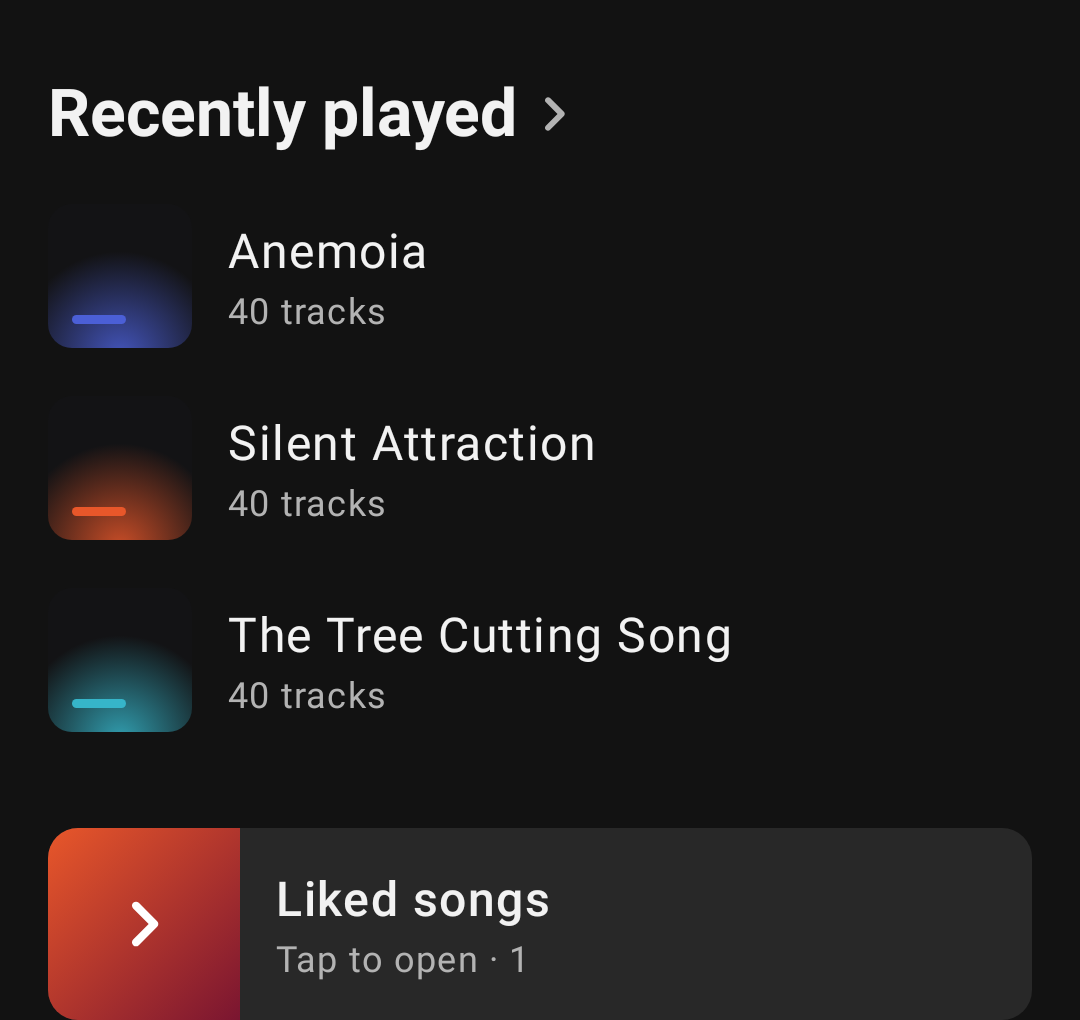 Recently played
Anemoia
40 tracks
Silent Attraction
40 tracks
The Tree Cutting Song
40 tracks
Liked songs
Tap to open · 1